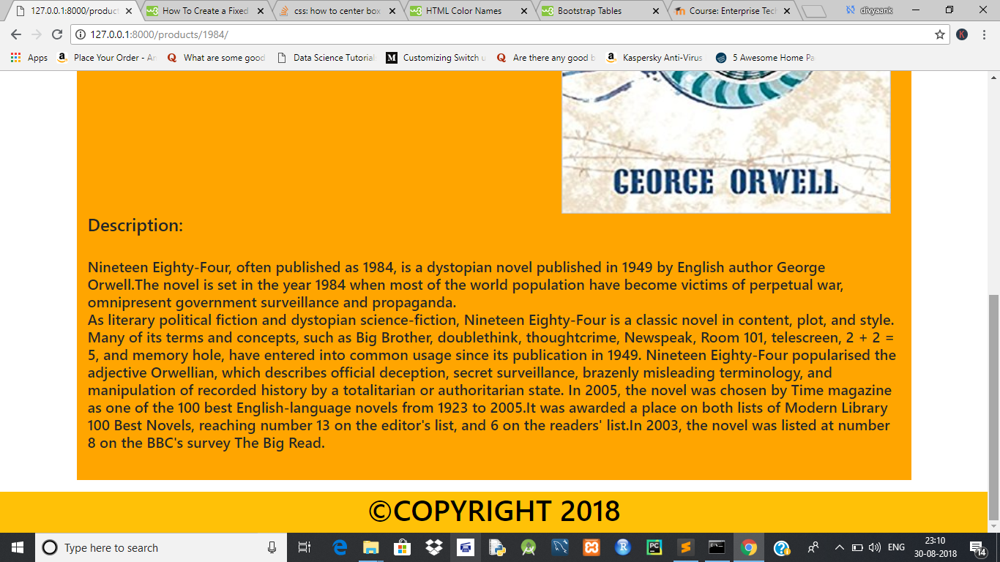 127.0.0.1:8000/product
How To Create a Fixed
css: how to center box
HTML Color Names
Bootstrap Tables
Course: Enterprise Tech
divyaank
127.0.0.1:8000/products/1984/
K
Apps
Place Your Order - An
What are some good
Data Science Tutorial
Customizing Switch u
Are there any good b
Kaspersky Anti-Virus
5 Awesome Home Pa
GEORGE ORWELL
Description:
Nineteen Eighty-Four, often published as 1984, is a dystopian novel published in 1949 by English author George
Orwell.The novel is set in the year 1984 when most of the world population have become victims of perpetual war,
omnipresent government surveillance and propaganda.
As literary political fiction and dystopian science-fiction, Nineteen Eighty-Four is a classic novel in content, plot, and style.
Many of its terms and concepts, such as Big Brother, doublethink, thoughtcrime, Newspeak, Room 101, telescreen, 2 + 2 =
5, and memory hole, have entered into common usage since its publication in 1949. Nineteen Eighty-Four popularised the
adjective Orwellian, which describes official deception, secret surveillance, brazenly misleading terminology, and
manipulation of recorded history by a totalitarian or authoritarian state. In 2005, the novel was chosen by Time magazine
as one of the 100 best English-language novels from 1923 to 2005.It was awarded a place on both lists of Modern Library
100 Best Novels, reaching number 13 on the editor's list, and 6 on the readers' list.In 2003, the novel was listed at number
8 on the BBC's survey The Big Read.
©COPYRIGHT 2018
Type here to search
ENG
23:10
30-08-2018
14